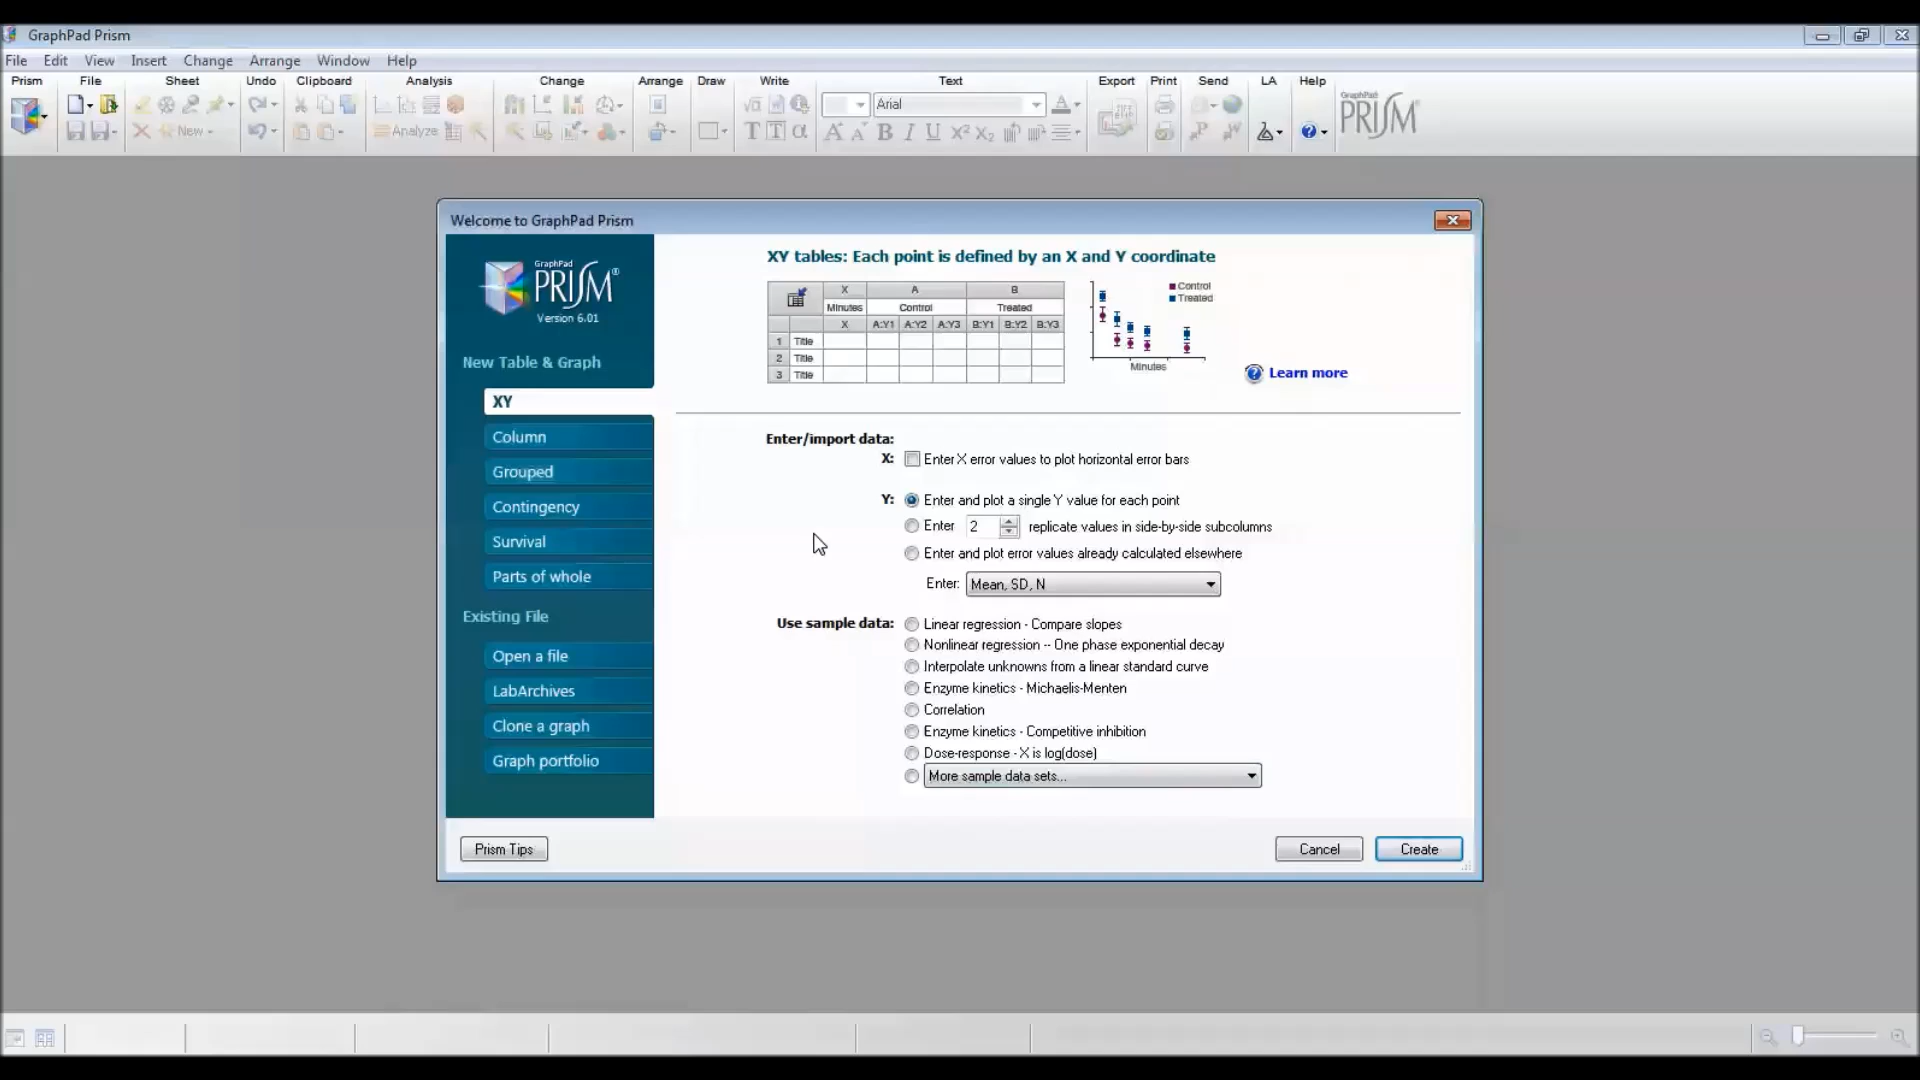 GraphPad Prism
File Edit View Insert Change Arrange Window Help
Prism File Sheet Undo Clipboard Analysis Change Arrange Draw Write Text Export Print Send LA Help
Arial
New
Analyze
GraphPad
PRISM
Welcome to GraphPad Prism
GraphPad
PRISM®
Version 6.01
New Table & Graph
XY
Column
Grouped
Contingency
Survival
Parts of whole
Existing File
Open a file
LabArchives
Clone a graph
Graph portfolio
XY tables: Each point is defined by an X and Y coordinate
X A B
Minutes Control Treated
X A:Y1 A:Y2 A:Y3 B:Y1 B:Y2 B:Y3
1 Title
2 Title
3 Title
Control
Treated
Minutes
Learn more
Enter/import data:
X: Enter X error values to plot horizontal error bars
Y: Enter and plot a single Y value for each point
Enter 2 replicate values in side-by-side subcolumns
Enter and plot error values already calculated elsewhere
Enter: Mean, SD, N
Use sample data: Linear regression - Compare slopes
Nonlinear regression -- One phase exponential decay
Interpolate unknowns from a linear standard curve
Enzyme kinetics - Michaelis-Menten
Correlation
Enzyme kinetics - Competitive inhibition
Dose-response - X is log(dose)
More sample data sets...
Prism Tips Cancel Create